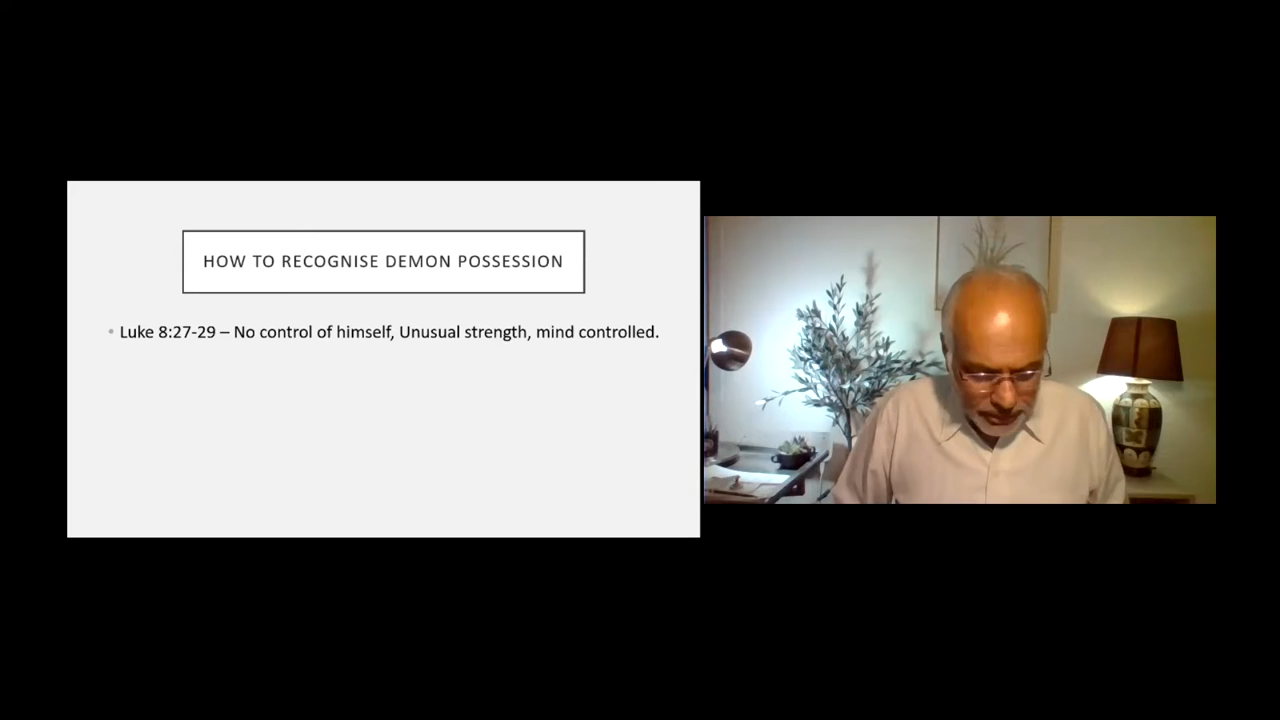 HOW TO RECOGNISE DEMON POSSESSION
• Luke 8:27-29 – No control of himself, Unusual strength, mind controlled.